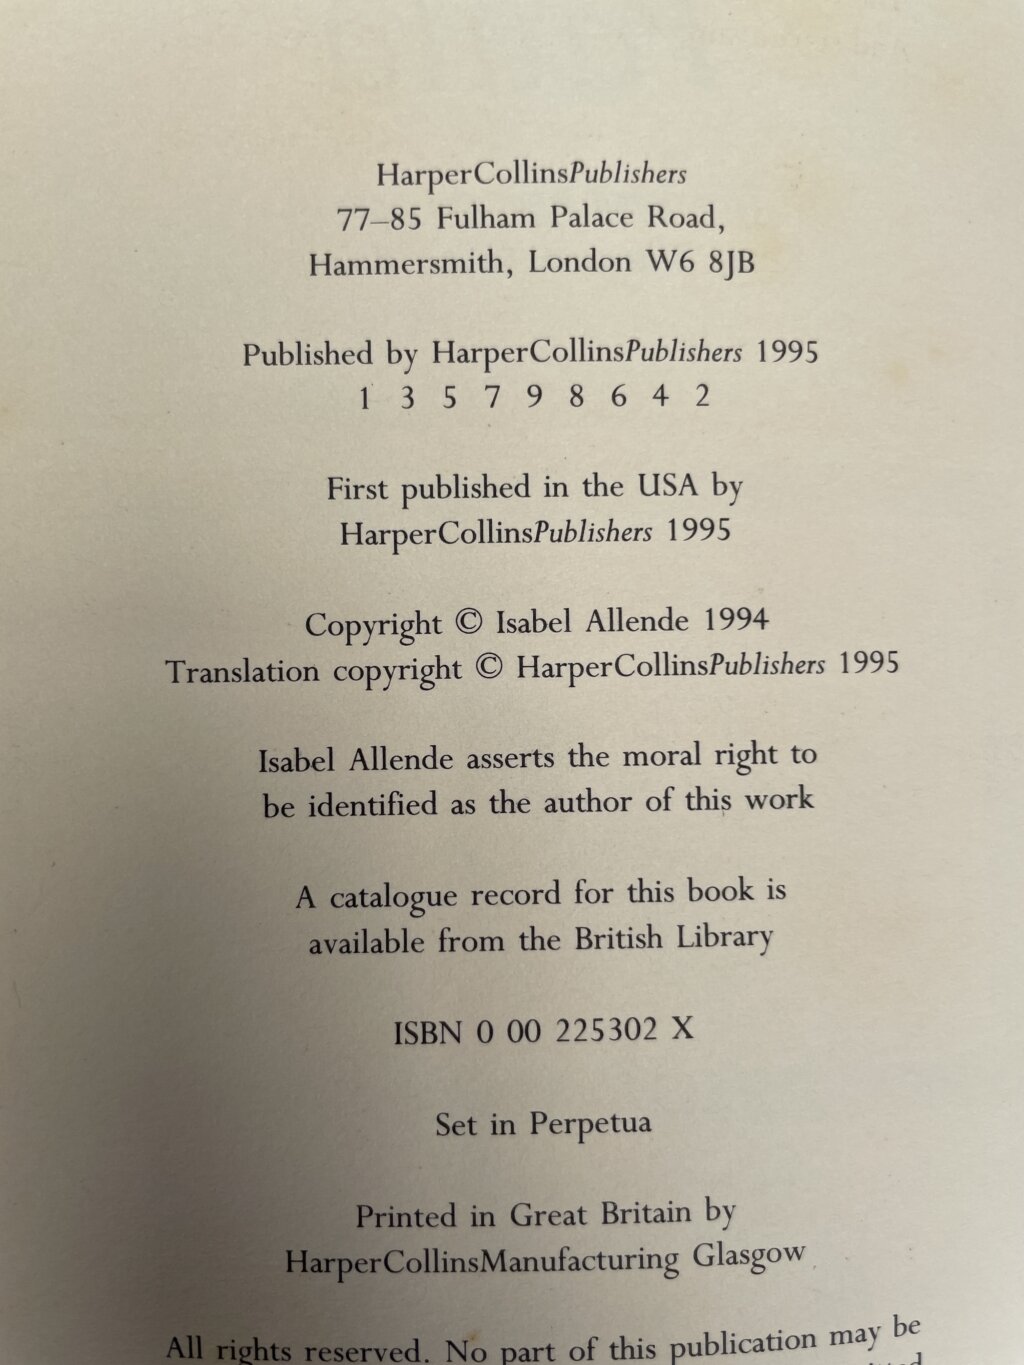 HarperCollinsPublishers
77–85 Fulham Palace Road,
Hammersmith, London W6 8JB
Published by HarperCollinsPublishers 1995
1 3 5 7 9 8 6 4 2
First published in the USA by
HarperCollinsPublishers 1995
Copyright © Isabel Allende 1994
Translation copyright © HarperCollinsPublishers 1995
Isabel Allende asserts the moral right to
be identified as the author of this work
A catalogue record for this book is
available from the British Library
ISBN 0 00 225302 X
Set in Perpetua
Printed in Great Britain by
HarperCollinsManufacturing Glasgow
All rights reserved. No part of this publication may be